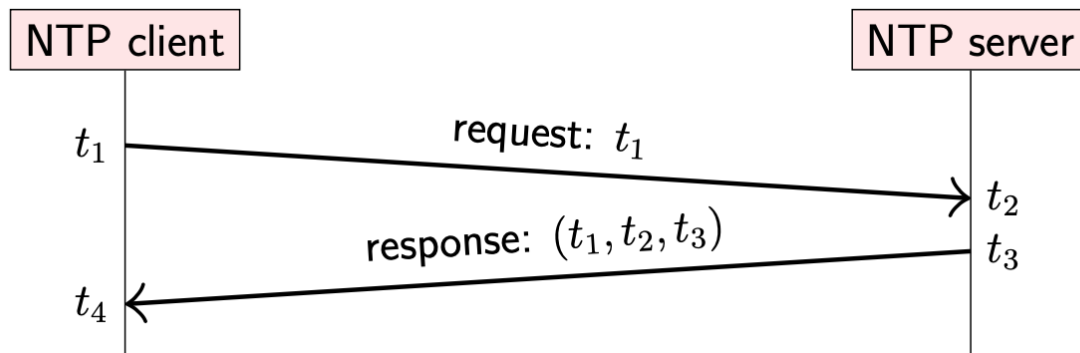 NTP client
NTP server
t₁
request: t₁
t₂
response: (t₁, t₂, t₃)
t₃
t₄